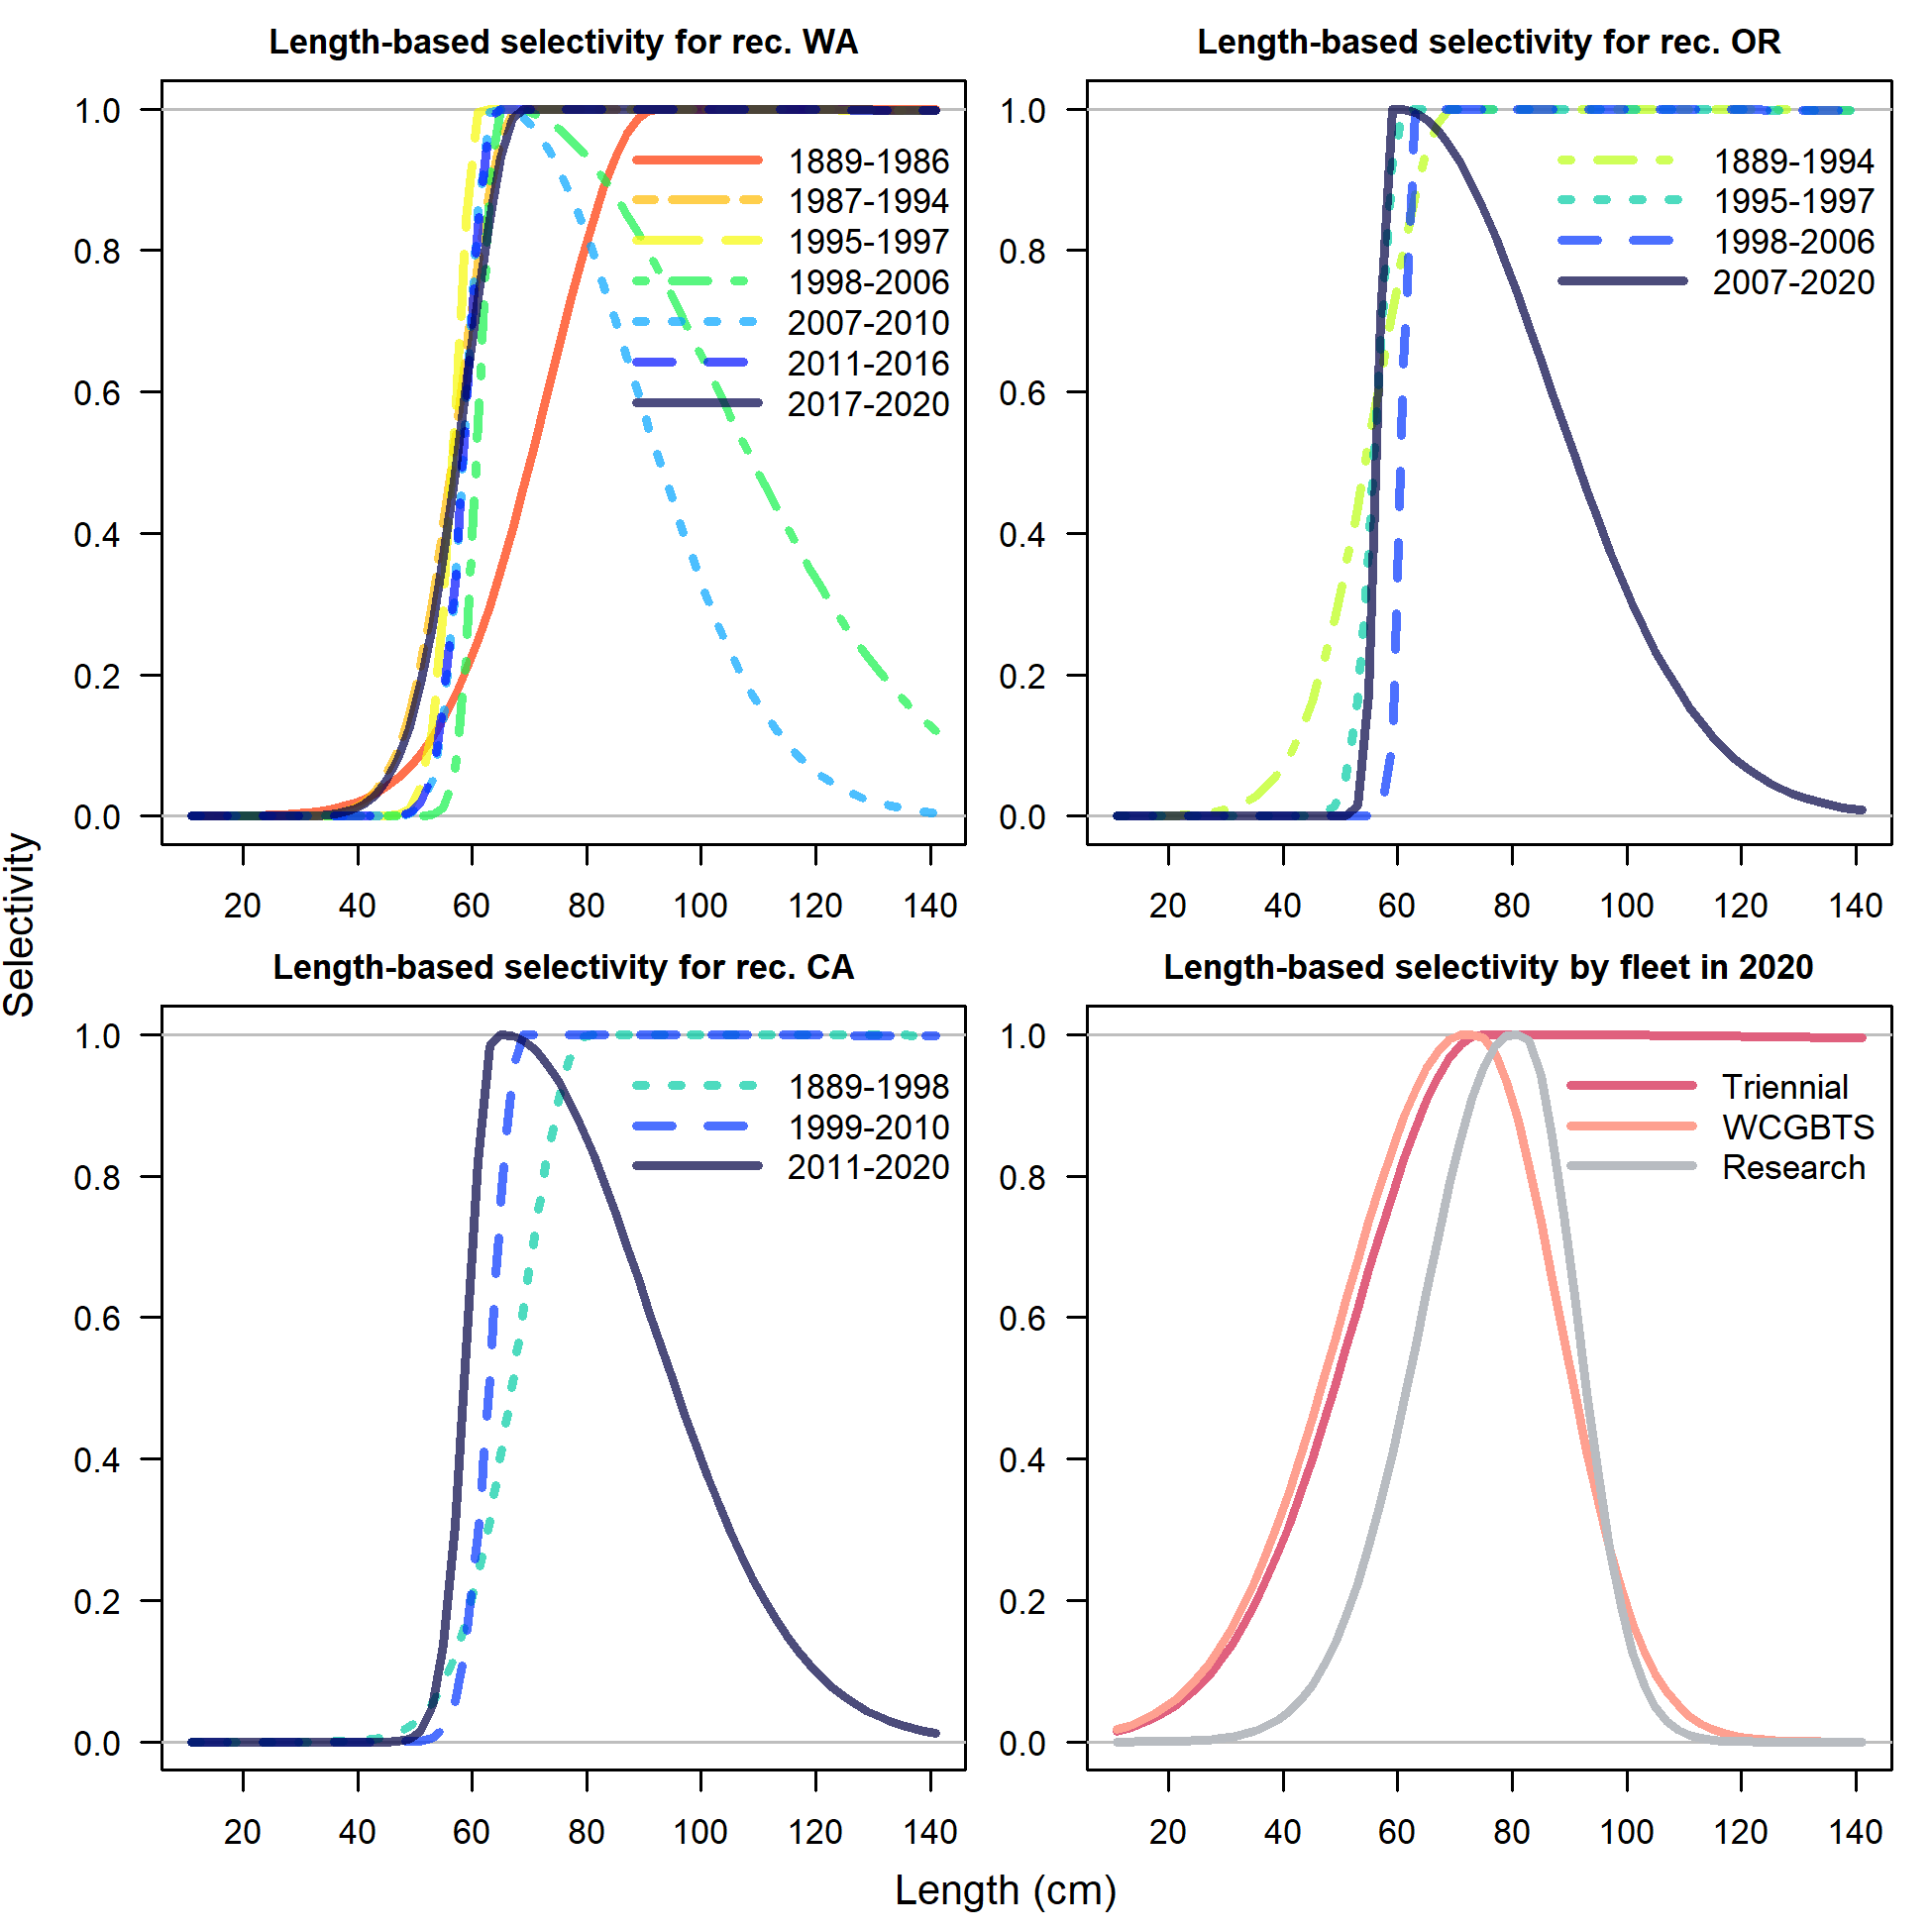 Length-based selectivity for rec. WA
1.0
0.8
0.6
0.4
0.2
0.0
1889-1986
1987-1994
1995-1997
1998-2006
2007-2010
2011-2016
2017-2020
20 40 60 80 100 120 140
Length-based selectivity for rec. OR
1.0
0.8
0.6
0.4
0.2
0.0
1889-1994
1995-1997
1998-2006
2007-2020
20 40 60 80 100 120 140
Selectivity
Length-based selectivity for rec. CA
1.0
0.8
0.6
0.4
0.2
0.0
1889-1998
1999-2010
2011-2020
20 40 60 80 100 120 140
Length-based selectivity by fleet in 2020
1.0
0.8
0.6
0.4
0.2
0.0
Triennial
WCGBTS
Research
20 40 60 80 100 120 140
Length (cm)